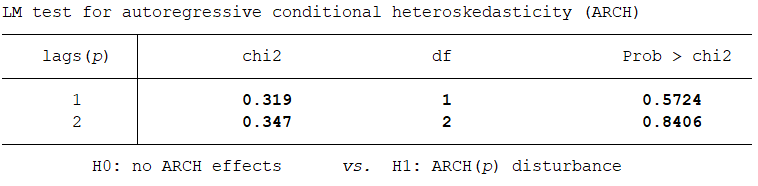 LM test for autoregressive conditional heteroskedasticity (ARCH)
lags(p) chi2 df Prob > chi2
1 0.319 1 0.5724
2 0.347 2 0.8406
H0: no ARCH effects vs. H1: ARCH(p) disturbance